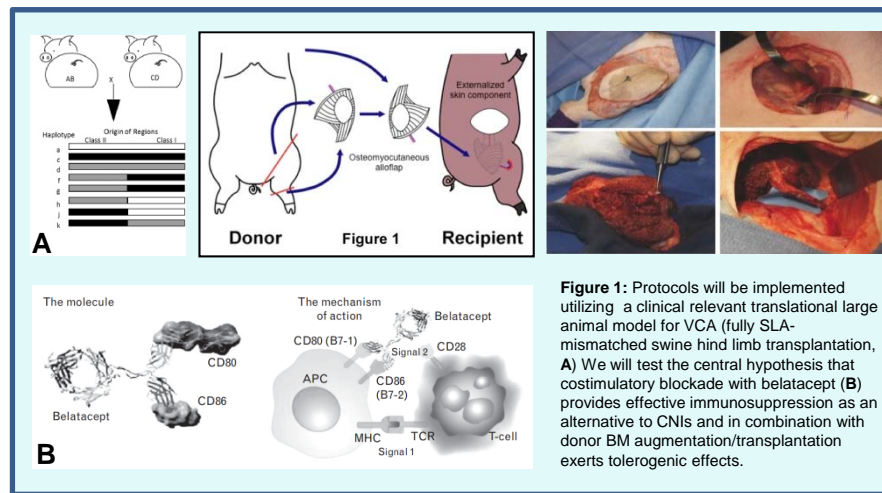 AB
X
CD
Origin of Regions
Haplotype
Class II
Class I
a
c
d
f
g
h
j
k
A
Externalized
skin component
Osteomyocutaneous
alloflap
Donor
Figure 1
Recipient
The molecule
CD80
CD86
Belatacept
B
The mechanism
of action
Belatacept
CD80 (B7-1)
Signal 2
CD28
CD86
(B7-2)
APC
MHC
TCR
Signal 1
T-cell
Figure 1: Protocols will be implemented
utilizing a clinical relevant translational large
animal model for VCA (fully SLA-
mismatched swine hind limb transplantation,
A) We will test the central hypothesis that
costimulatory blockade with belatacept (B)
provides effective immunosuppression as an
alternative to CNIs and in combination with
donor BM augmentation/transplantation
exerts tolerogenic effects.